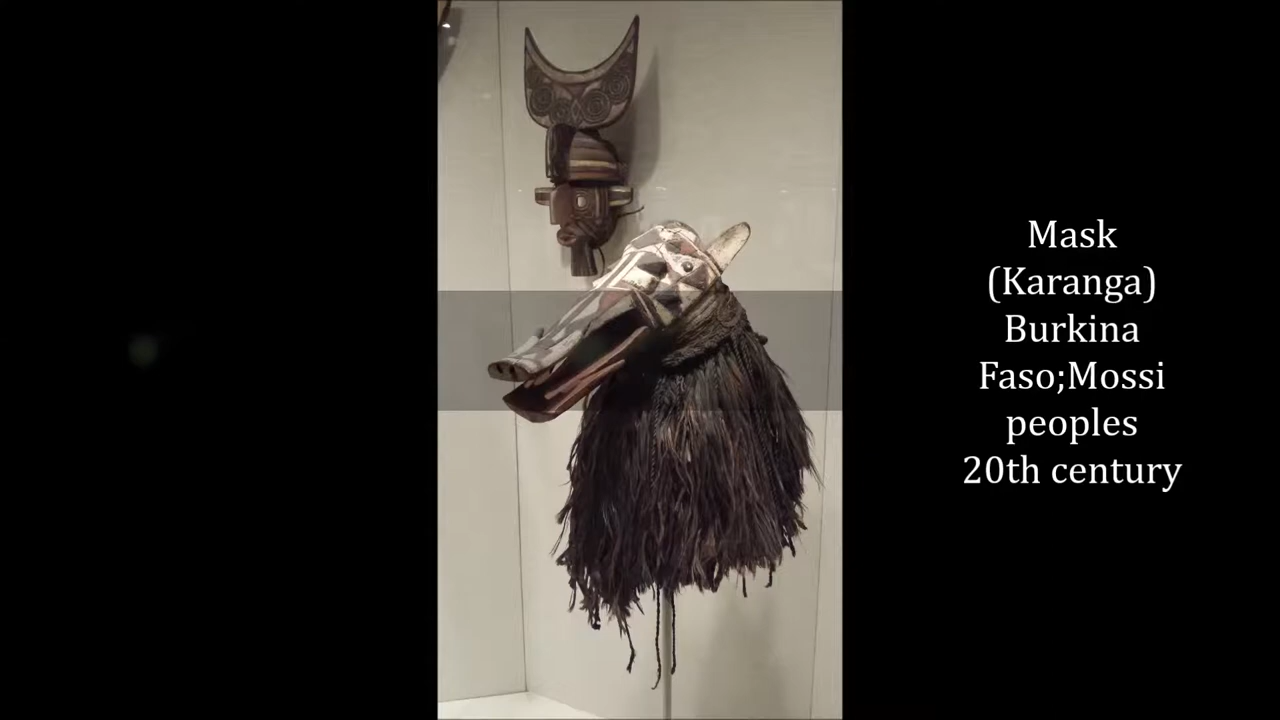 Mask
(Karanga)
Burkina
Faso;Mossi
peoples
20th century